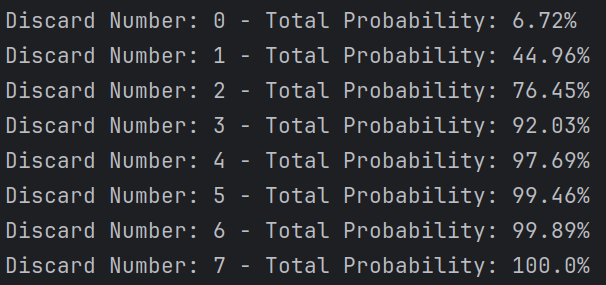 Discard Number: 0 - Total Probability: 6.72%
Discard Number: 1 - Total Probability: 44.96%
Discard Number: 2 - Total Probability: 76.45%
Discard Number: 3 - Total Probability: 92.03%
Discard Number: 4 - Total Probability: 97.69%
Discard Number: 5 - Total Probability: 99.46%
Discard Number: 6 - Total Probability: 99.89%
Discard Number: 7 - Total Probability: 100.0%